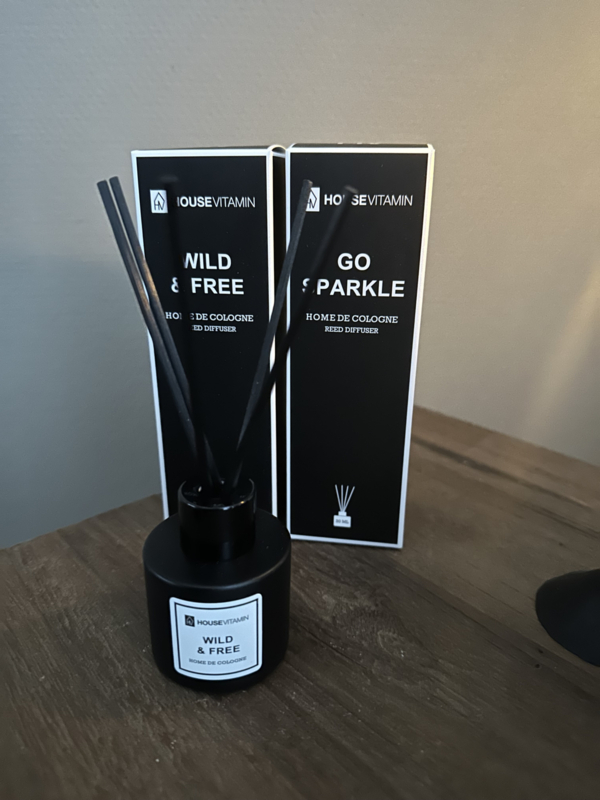 HOUSEVITAMIN
WILD
& FREE
HOME DE COLOGNE
REED DIFFUSER
HOUSEVITAMIN
GO
SPARKLE
HOME DE COLOGNE
REED DIFFUSER
HOUSEVITAMIN
WILD
& FREE
HOME DE COLOGNE